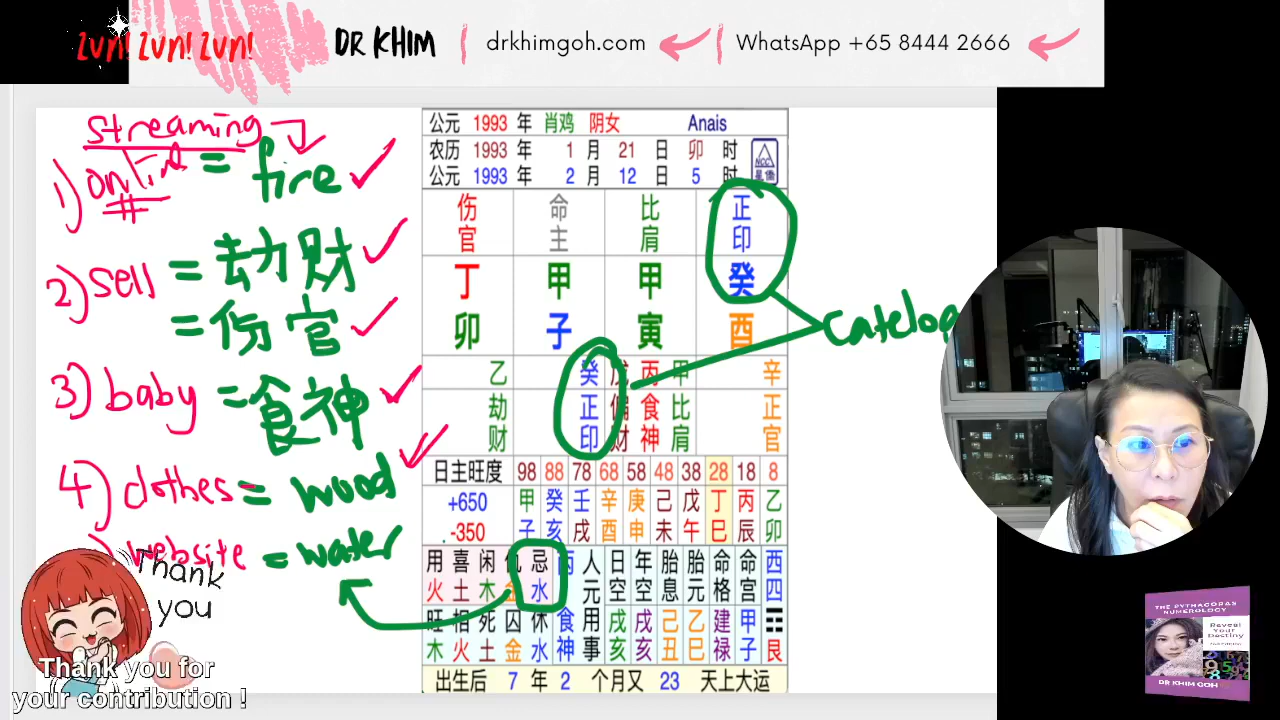 Zun! Zun! Zun!
DR KHIM
drkhimgoh.com
WhatsApp +65 8444 2666
streaming
1) online = fire
2) sell = 劫财
= 伤官
3) baby = 食神
4) clothes = wood
website = water
Catelop
公元 1993 年 肖鸡 阴女 Anais
农历 1993 年 1 月 21 日 卯 时
公元 1993 年 2 月 12 日 5 时
NCC
星侨
伤官 命主 比肩 正印
丁 甲 甲 癸
卯 子 寅 酉
乙 癸 戊 丙 甲 辛
劫财 正印 偏财 食神 比肩 正官
日主旺度 98 88 78 68 58 48 38 28 18 8
+650 甲 癸 壬 辛 庚 己 戊 丁 丙 乙
-350 子 亥 戌 酉 申 未 午 巳 辰 卯
用 喜 闲 仇 忌 丙 人 日 年 胎 胎 命 命 西
火 土 木 金 水 元 空 空 息 元 格 宫 四
旺 相 死 囚 休 食 用 戌 戌 己 乙 建 甲 ☶
木 火 土 金 水 神 事 亥 亥 丑 巳 禄 子 艮
出生后 7 年 2 个月又 23 天上大运
Thank you
Thank you for
your contribution !
THE PYTHAGORAS
NUMEROLOGY
Reveal
Your
Destiny
DR KHIM GOH